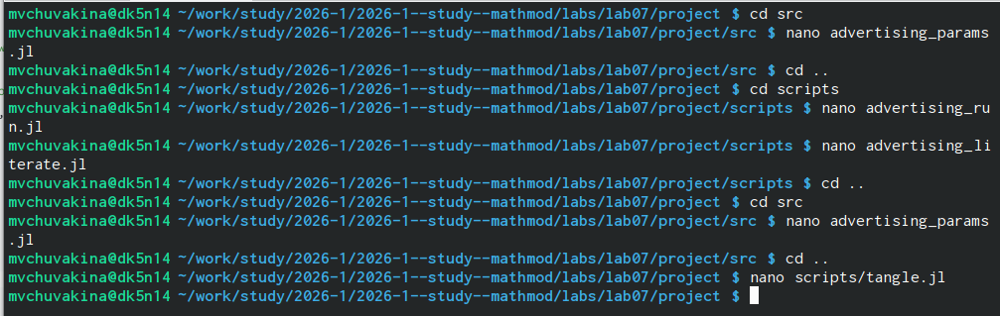 mvchuvakina@dk5n14 ~/work/study/2026-1/2026-1--study--mathmod/labs/lab07/project $ cd src
mvchuvakina@dk5n14 ~/work/study/2026-1/2026-1--study--mathmod/labs/lab07/project/src $ nano advertising_params
.jl
mvchuvakina@dk5n14 ~/work/study/2026-1/2026-1--study--mathmod/labs/lab07/project/src $ cd ..
mvchuvakina@dk5n14 ~/work/study/2026-1/2026-1--study--mathmod/labs/lab07/project $ cd scripts
mvchuvakina@dk5n14 ~/work/study/2026-1/2026-1--study--mathmod/labs/lab07/project/scripts $ nano advertising_ru
n.jl
mvchuvakina@dk5n14 ~/work/study/2026-1/2026-1--study--mathmod/labs/lab07/project/scripts $ nano advertising_li
terate.jl
mvchuvakina@dk5n14 ~/work/study/2026-1/2026-1--study--mathmod/labs/lab07/project/scripts $ cd ..
mvchuvakina@dk5n14 ~/work/study/2026-1/2026-1--study--mathmod/labs/lab07/project $ cd src
mvchuvakina@dk5n14 ~/work/study/2026-1/2026-1--study--mathmod/labs/lab07/project/src $ nano advertising_params
.jl
mvchuvakina@dk5n14 ~/work/study/2026-1/2026-1--study--mathmod/labs/lab07/project/src $ cd ..
mvchuvakina@dk5n14 ~/work/study/2026-1/2026-1--study--mathmod/labs/lab07/project $ nano scripts/tangle.jl
mvchuvakina@dk5n14 ~/work/study/2026-1/2026-1--study--mathmod/labs/lab07/project $